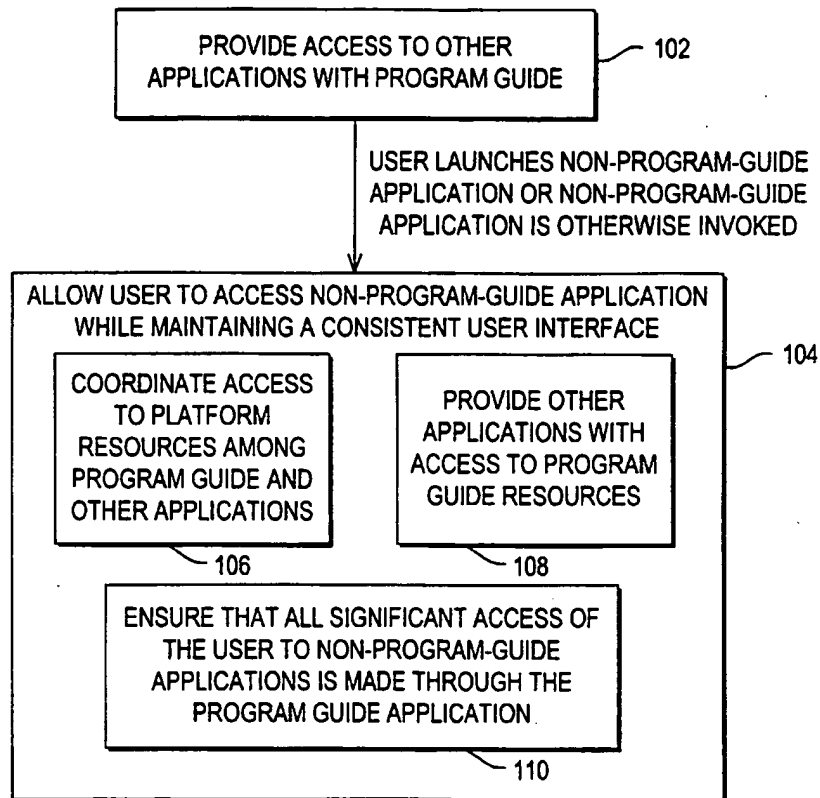 PROVIDE ACCESS TO OTHER
APPLICATIONS WITH PROGRAM GUIDE
102
USER LAUNCHES NON-PROGRAM-GUIDE
APPLICATION OR NON-PROGRAM-GUIDE
APPLICATION IS OTHERWISE INVOKED
ALLOW USER TO ACCESS NON-PROGRAM-GUIDE APPLICATION
WHILE MAINTAINING A CONSISTENT USER INTERFACE
104
COORDINATE ACCESS
TO PLATFORM
RESOURCES AMONG
PROGRAM GUIDE AND
OTHER APPLICATIONS
106
PROVIDE OTHER
APPLICATIONS WITH
ACCESS TO PROGRAM
GUIDE RESOURCES
108
ENSURE THAT ALL SIGNIFICANT ACCESS OF
THE USER TO NON-PROGRAM-GUIDE
APPLICATIONS IS MADE THROUGH THE
PROGRAM GUIDE APPLICATION
110